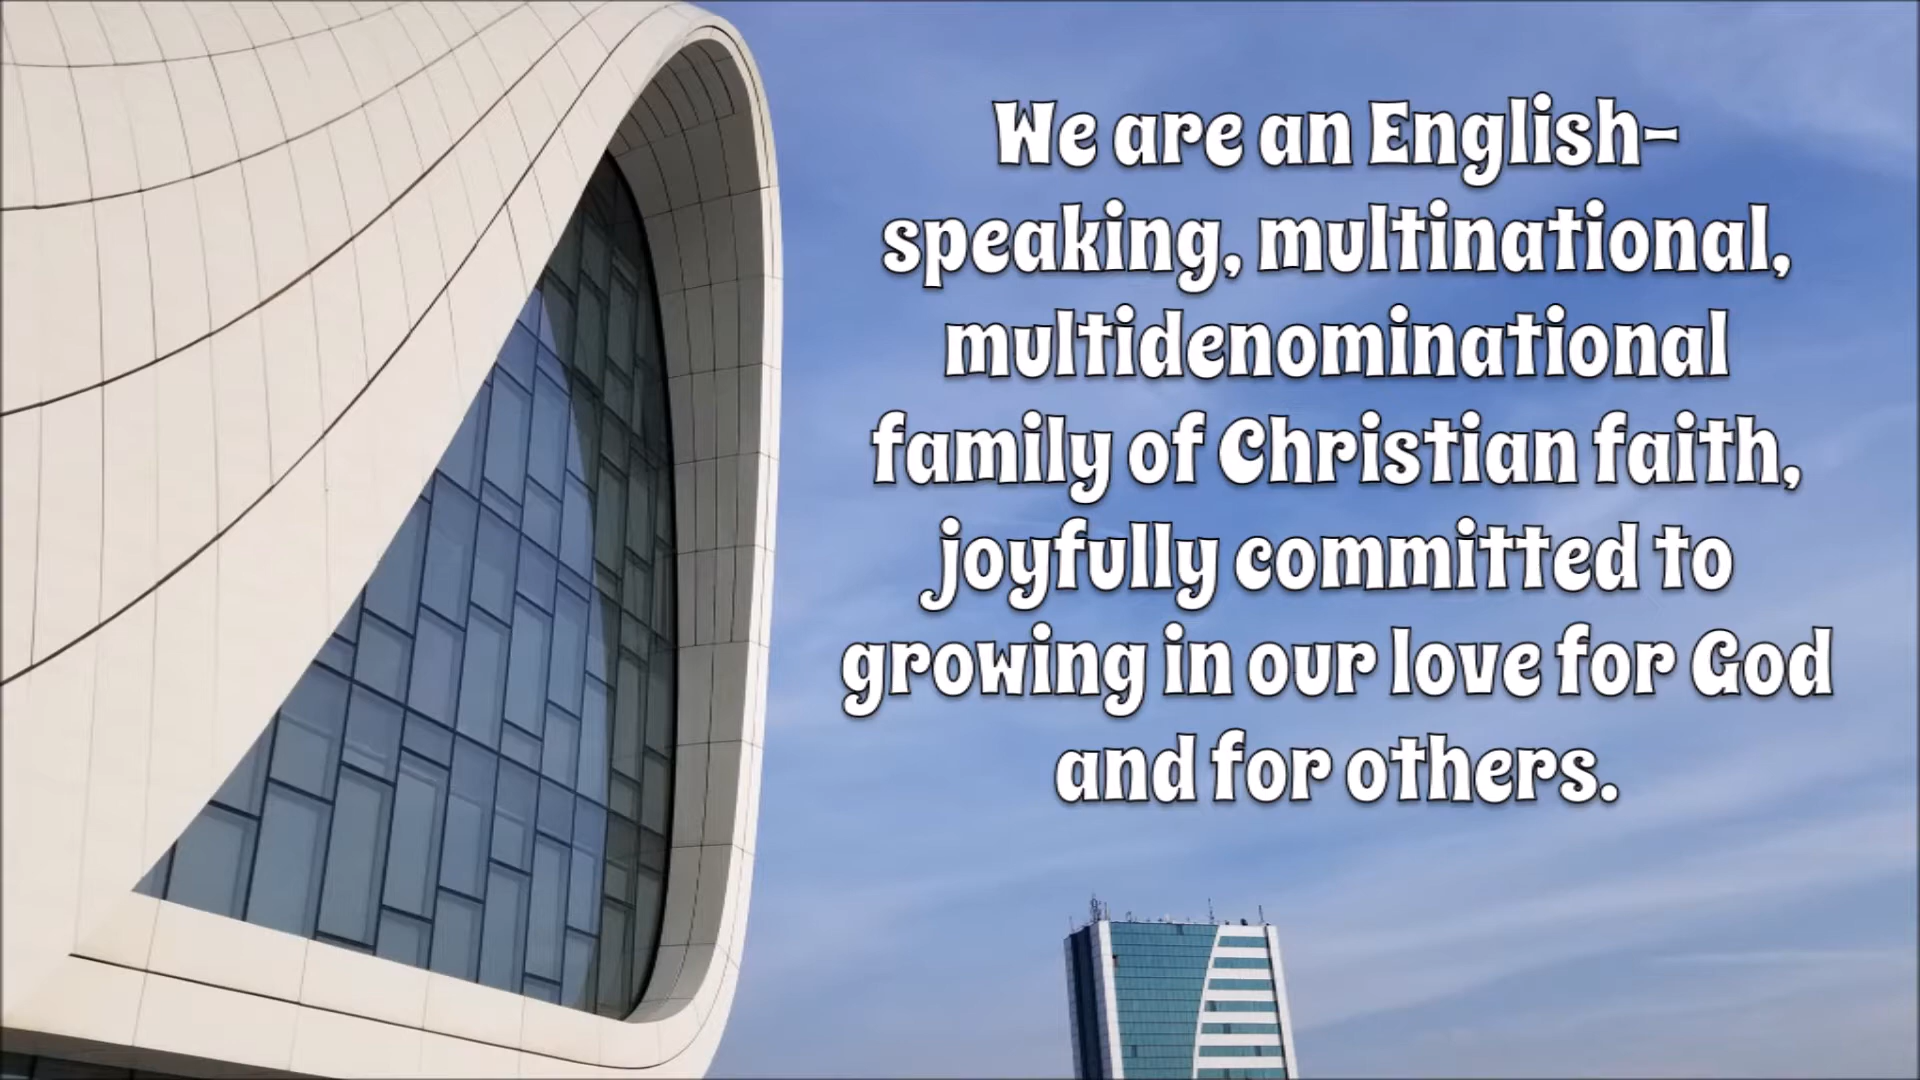 We are an English-
speaking, multinational,
multidenominational
family of Christian faith,
joyfully committed to
growing in our love for God
and for others.